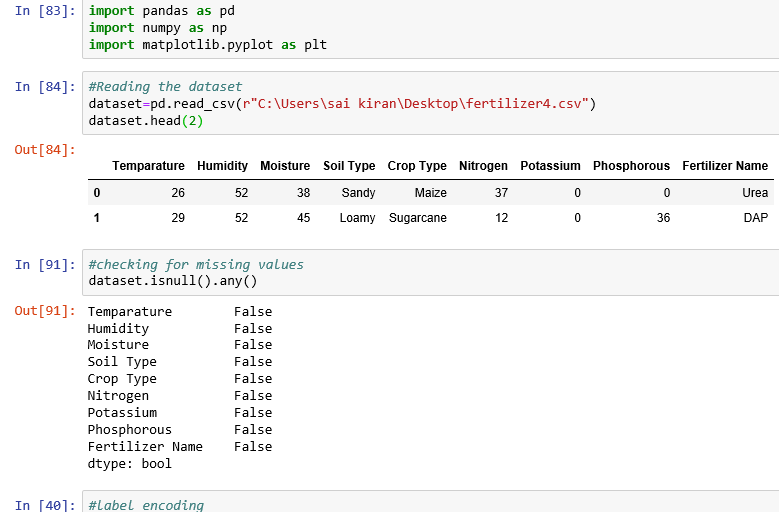 In [83]: import pandas as pd
import numpy as np
import matplotlib.pyplot as plt
In [84]: #Reading the dataset
dataset=pd.read_csv(r"C:\Users\sai kiran\Desktop\fertilizer4.csv")
dataset.head(2)
Out[84]:
Temparature Humidity Moisture Soil Type Crop Type Nitrogen Potassium Phosphorous Fertilizer Name
0 26 52 38 Sandy Maize 37 0 0 Urea
1 29 52 45 Loamy Sugarcane 12 0 36 DAP
In [91]: #checking for missing values
dataset.isnull().any()
Out[91]: Temparature False
Humidity False
Moisture False
Soil Type False
Crop Type False
Nitrogen False
Potassium False
Phosphorous False
Fertilizer Name False
dtype: bool
In [40]: #label encoding